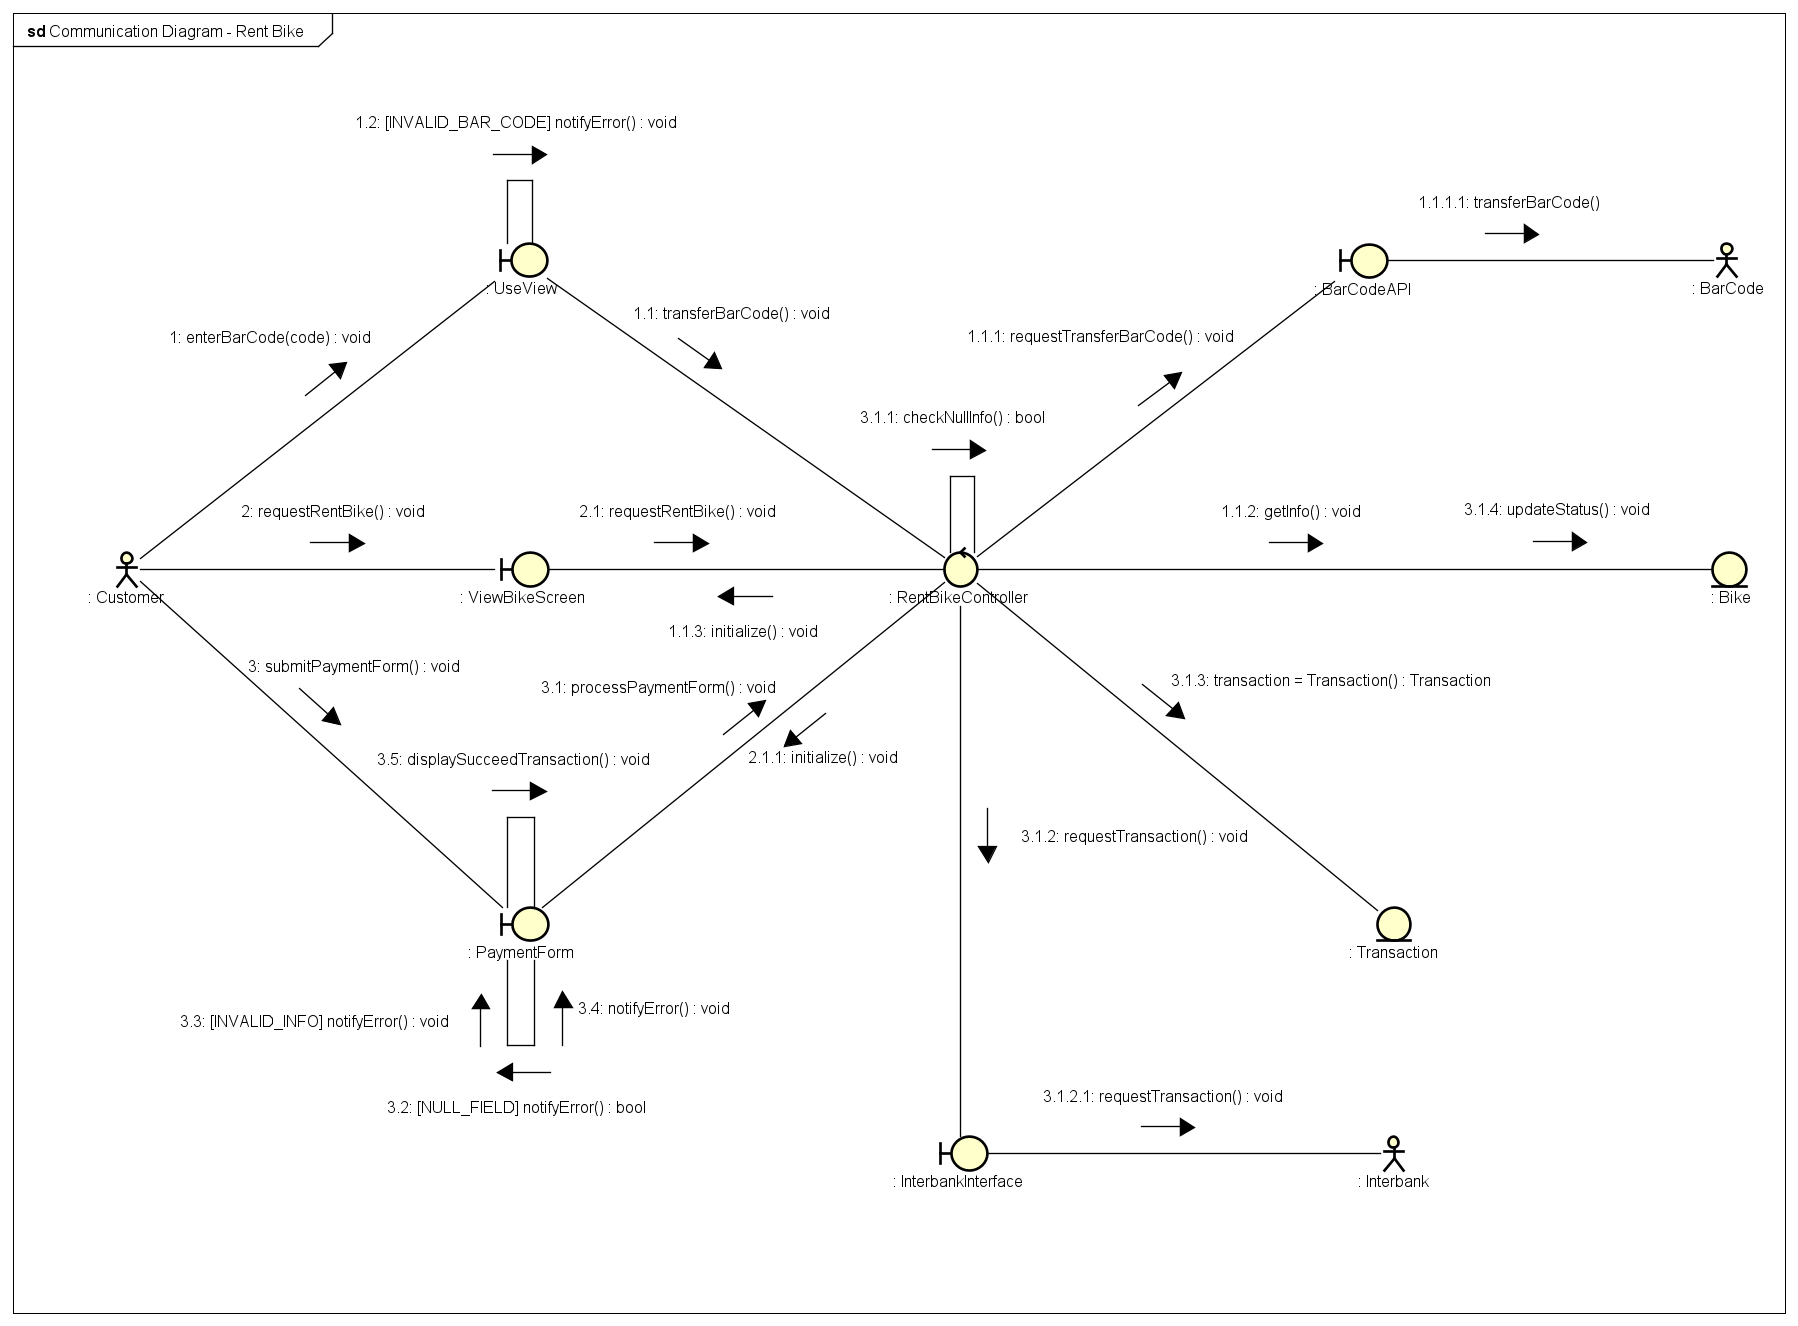 sd Communication Diagram - Rent Bike
1.2: [INVALID_BAR_CODE] notifyError() : void
1.1.1.1: transferBarCode()
: UseView
: BarCodeAPI
: BarCode
1.1: transferBarCode() : void
1: enterBarCode(code) : void
1.1.1: requestTransferBarCode() : void
3.1.1: checkNullInfo() : bool
2: requestRentBike() : void
2.1: requestRentBike() : void
1.1.2: getInfo() : void
3.1.4: updateStatus() : void
: Customer
: ViewBikeScreen
: RentBikeController
: Bike
1.1.3: initialize() : void
3: submitPaymentForm() : void
3.1: processPaymentForm() : void
3.1.3: transaction = Transaction() : Transaction
3.5: displaySucceedTransaction() : void
2.1.1: initialize() : void
3.1.2: requestTransaction() : void
: PaymentForm
: Transaction
3.3: [INVALID_INFO] notifyError() : void
3.4: notifyError() : void
3.2: [NULL_FIELD] notifyError() : bool
3.1.2.1: requestTransaction() : void
: InterbankInterface
: Interbank